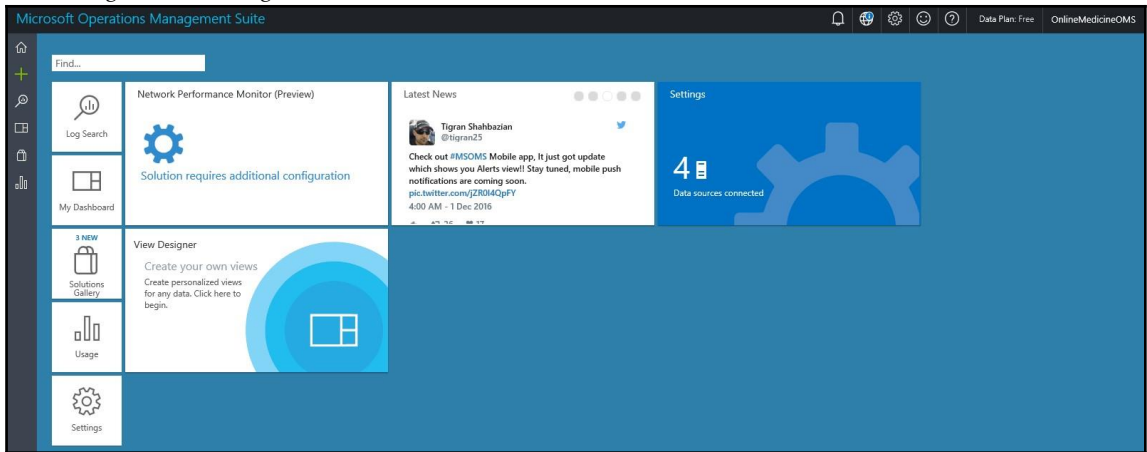 Microsoft Operations Management Suite
Data Plan: Free
OnlineMedicineOMS
Find...
Log Search
My Dashboard
3 NEW
Solutions
Gallery
Usage
Settings
Network Performance Monitor (Preview)
Solution requires additional configuration
Latest News
Tigran Shahbazian
@tigran25
Check out #MSOMS Mobile app, It just got update
which shows you Alerts view!! Stay tuned, mobile push
notifications are coming soon.
pic.twitter.com/jZR0I4QpFY
4:00 AM - 1 Dec 2016
Settings
4
Data sources connected
View Designer
Create your own views
Create personalized views
for any data. Click here to
begin.